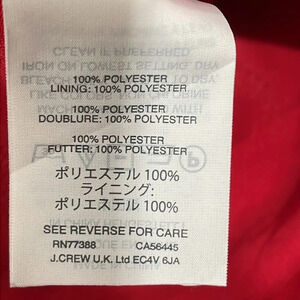 100% POLYESTER
LINING: 100% POLYESTER
100% POLYESTER
DOUBLURE: 100% POLYESTER
100% POLYESTER
FUTTER: 100% POLYESTER
ポリエステル 100%
ライニング:
ポリエステル 100%
SEE REVERSE FOR CARE
RN77388 CA56445
J.CREW U.K. Ltd EC4V 6JA